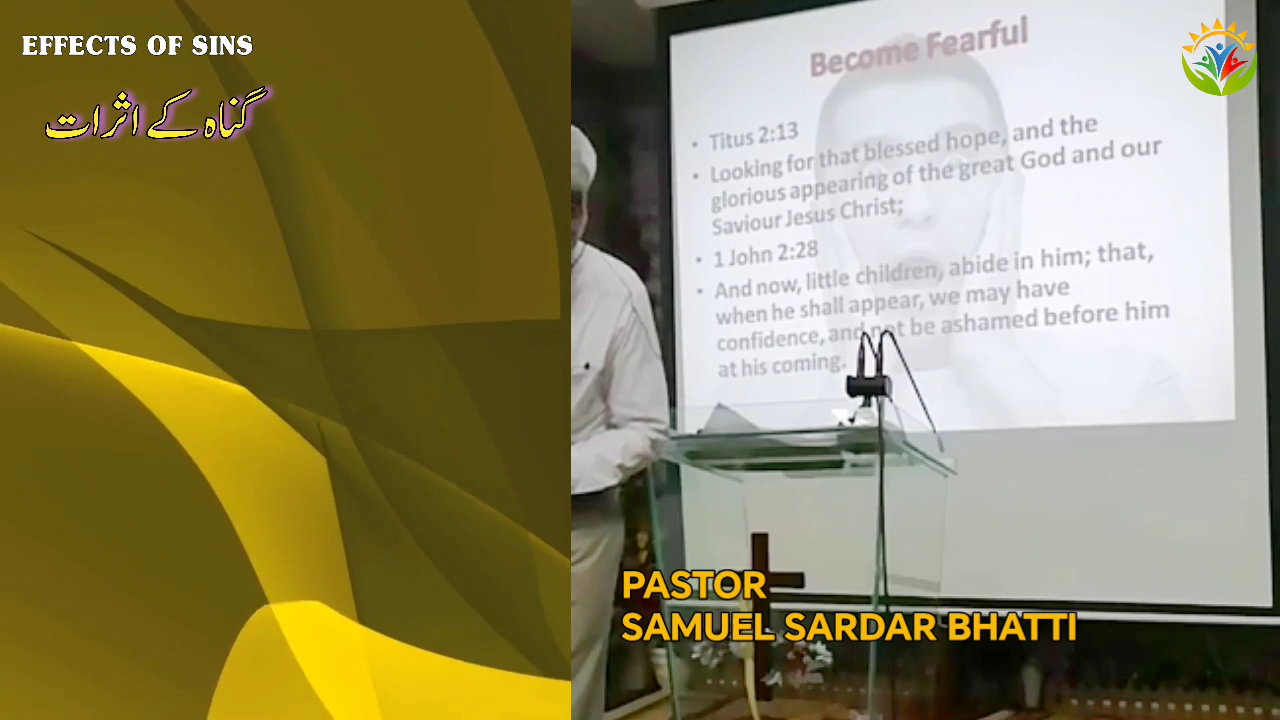 EFFECTS OF SINS
گناہ کے اثرات
Become Fearful
• Titus 2:13
• Looking for that blessed hope, and the
glorious appearing of the great God and our
Saviour Jesus Christ;
• 1 John 2:28
• And now, little children, abide in him; that,
when he shall appear, we may have
confidence, and not be ashamed before him
at his coming.
PASTOR
SAMUEL SARDAR BHATTI